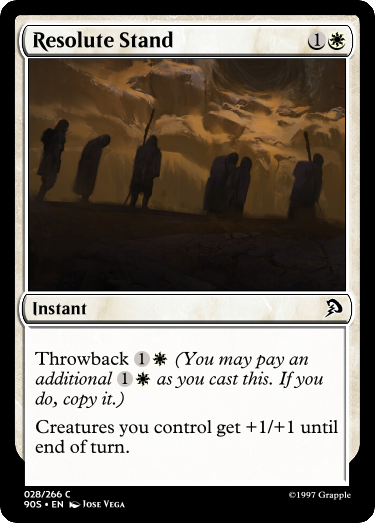 Resolute Stand 1
Instant
Throwback 1 (You may pay an
additional 1 as you cast this. If you
do, copy it.)
Creatures you control get +1/+1 until
end of turn.
028/266 C
90S • EN Jose Vega
©1997 Grapple